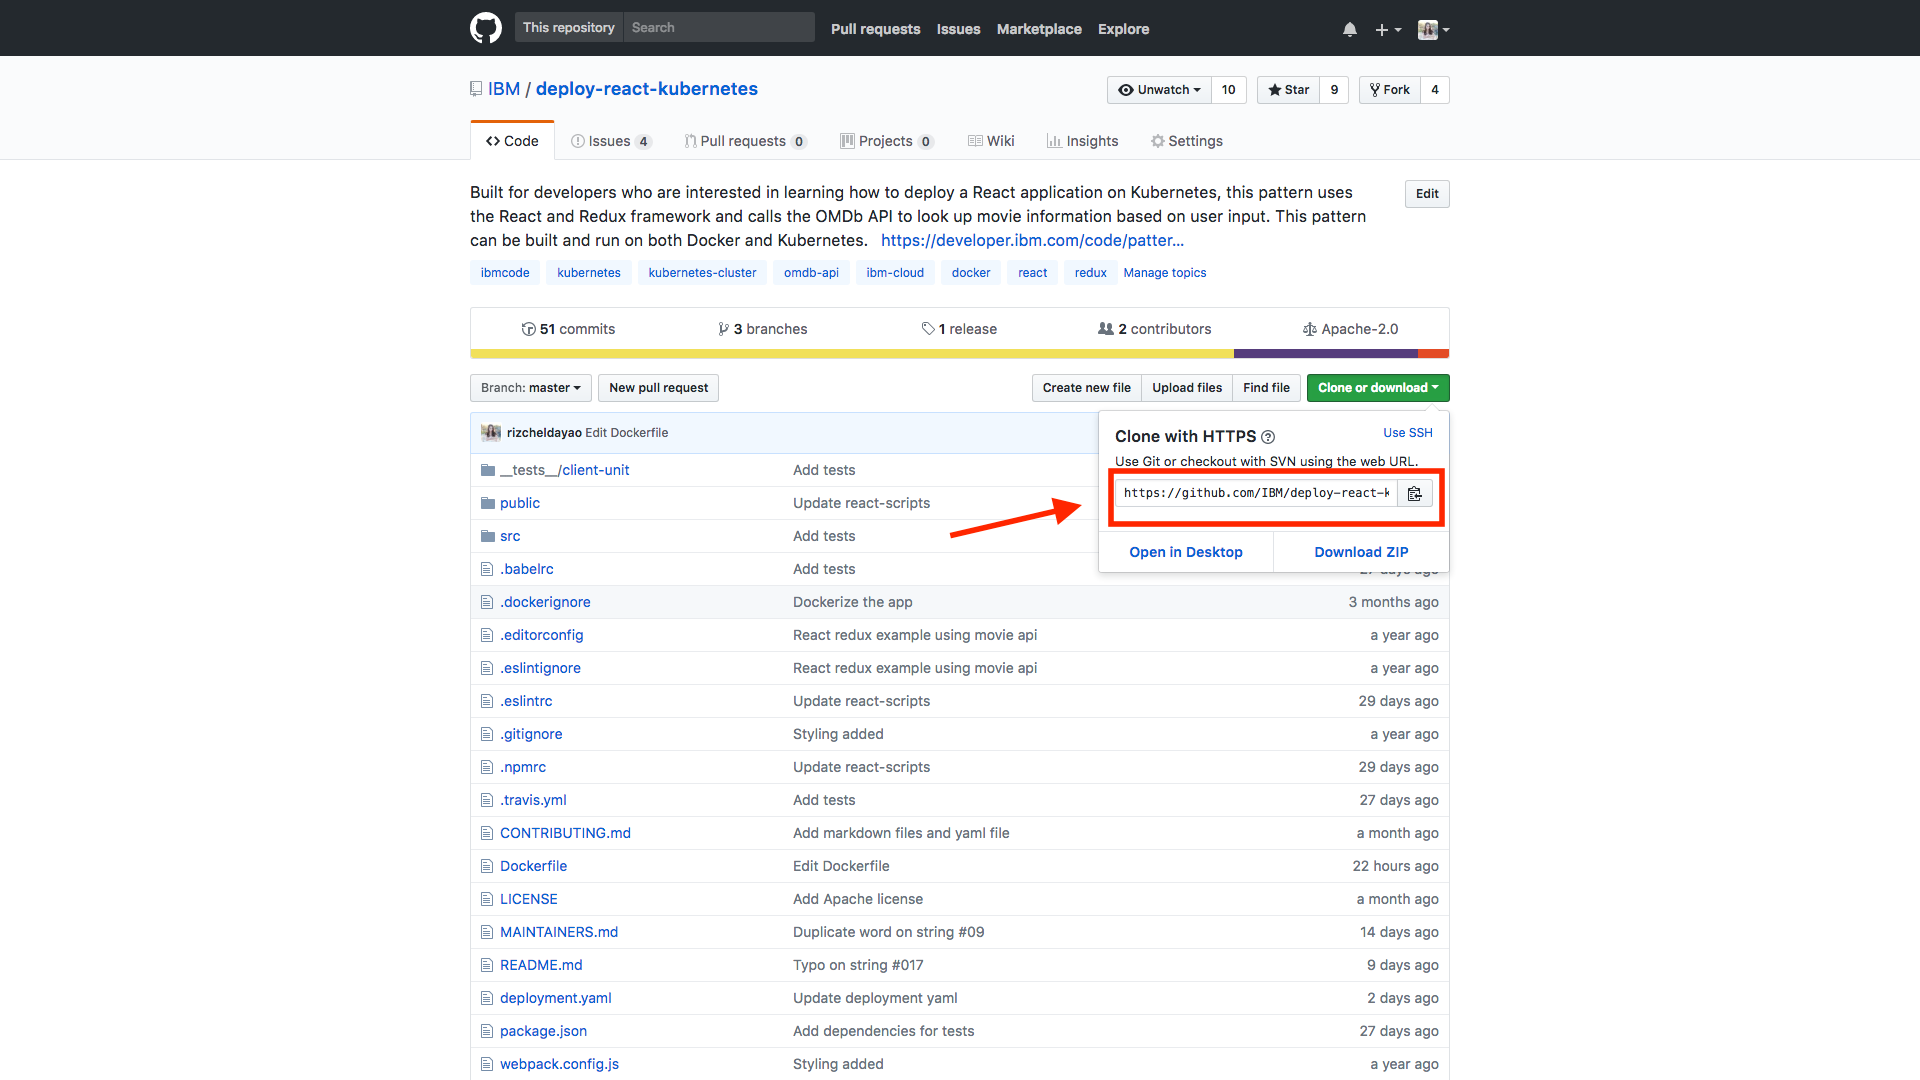 This repository Search Pull requests Issues Marketplace Explore
IBM / deploy-react-kubernetes Unwatch 10 Star 9 Fork 4
Code Issues 4 Pull requests 0 Projects 0 Wiki Insights Settings
Built for developers who are interested in learning how to deploy a React application on Kubernetes, this pattern uses Edit
the React and Redux framework and calls the OMDb API to look up movie information based on user input. This pattern
can be built and run on both Docker and Kubernetes. https://developer.ibm.com/code/patter...
ibmcode kubernetes kubernetes-cluster omdb-api ibm-cloud docker react redux Manage topics
51 commits 3 branches 1 release 2 contributors Apache-2.0
Branch: master New pull request Create new file Upload files Find file Clone or download
rizcheldayao Edit Dockerfile
Clone with HTTPS Use SSH
Use Git or checkout with SVN using the web URL.
https://github.com/IBM/deploy-react-k
Open in Desktop Download ZIP
__tests__/client-unit Add tests
public Update react-scripts
src Add tests
.babelrc Add tests 27 days ago
.dockerignore Dockerize the app 3 months ago
.editorconfig React redux example using movie api a year ago
.eslintignore React redux example using movie api a year ago
.eslintrc Update react-scripts 29 days ago
.gitignore Styling added a year ago
.npmrc Update react-scripts 29 days ago
.travis.yml Add tests 27 days ago
CONTRIBUTING.md Add markdown files and yaml file a month ago
Dockerfile Edit Dockerfile 22 hours ago
LICENSE Add Apache license a month ago
MAINTAINERS.md Duplicate word on string #09 14 days ago
README.md Typo on string #017 9 days ago
deployment.yaml Update deployment yaml 2 days ago
package.json Add dependencies for tests 27 days ago
webpack.config.js Styling added a year ago